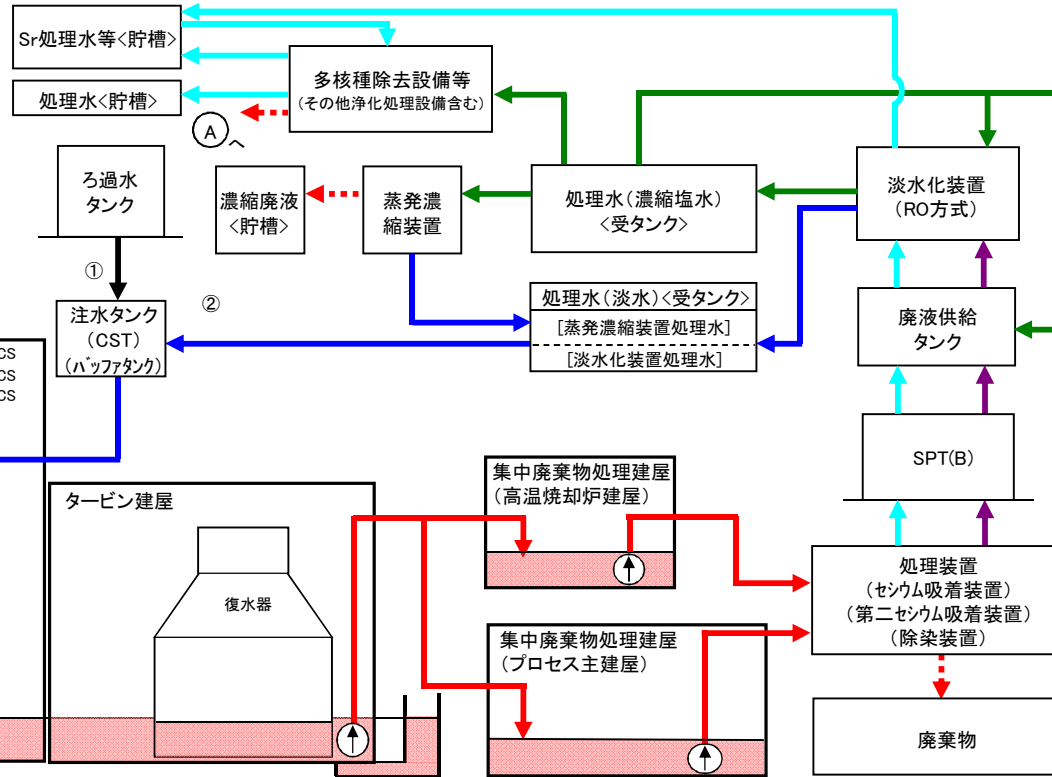 Sr処理水等<貯槽>
処理水<貯槽>
多核種除去設備等
(その他浄化処理設備含む)
A へ
ろ過水
タンク
濃縮廃液
<貯槽>
蒸発濃
縮装置
処理水(濃縮塩水)
<受タンク>
淡水化装置
(RO方式)
①
②
注水タンク
(CST)
(バッファタンク)
処理水(淡水)<受タンク>
[蒸発濃縮装置処理水]
[淡水化装置処理水]
廃液供給
タンク
CS
CS
CS
SPT(B)
タービン建屋
復水器
集中廃棄物処理建屋
(高温焼却炉建屋)
処理装置
(セシウム吸着装置)
(第二セシウム吸着装置)
(除染装置)
集中廃棄物処理建屋
(プロセス主建屋)
廃棄物